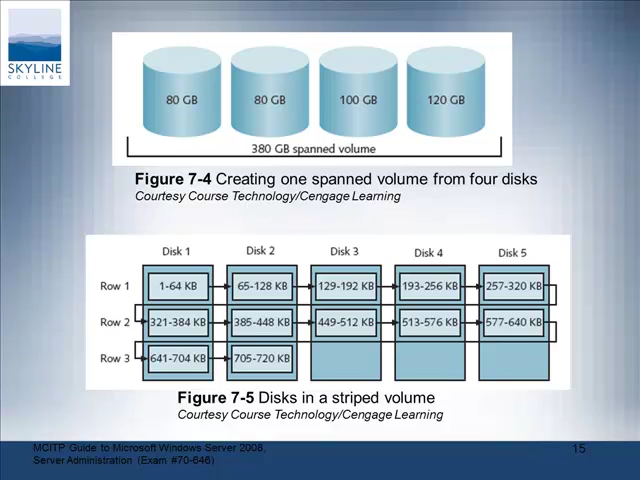 SKYLINE
COLLEGE
80 GB 80 GB 100 GB 120 GB
380 GB spanned volume
Figure 7-4 Creating one spanned volume from four disks
Courtesy Course Technology/Cengage Learning
Disk 1 Disk 2 Disk 3 Disk 4 Disk 5
Row 1 1-64 KB 65-128 KB 129-192 KB 193-256 KB 257-320 KB
Row 2 321-384 KB 385-448 KB 449-512 KB 513-576 KB 577-640 KB
Row 3 641-704 KB 705-720 KB
Figure 7-5 Disks in a striped volume
Courtesy Course Technology/Cengage Learning
MCITP Guide to Microsoft Windows Server 2008, 15
Server Administration (Exam #70-646)